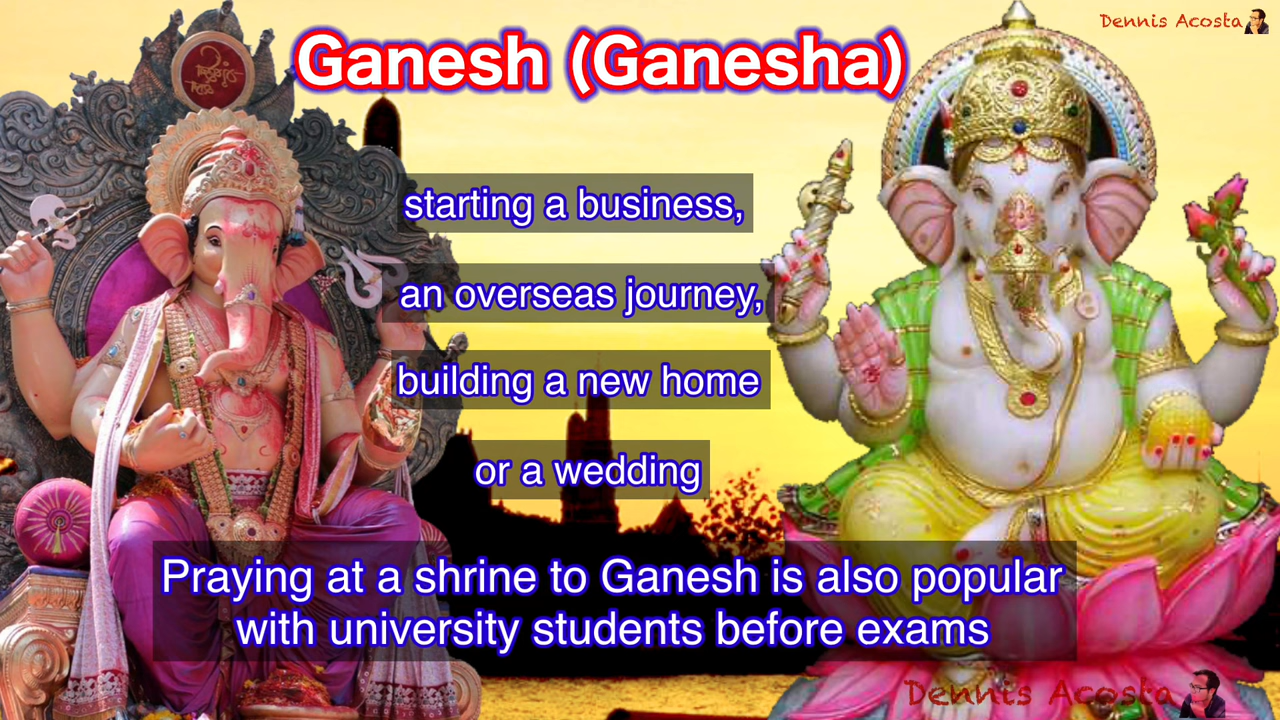 Dennis Acosta
Ganesh (Ganesha)
starting a business,
an overseas journey,
building a new home
or a wedding
Praying at a shrine to Ganesh is also popular
with university students before exams
Dennis Acosta